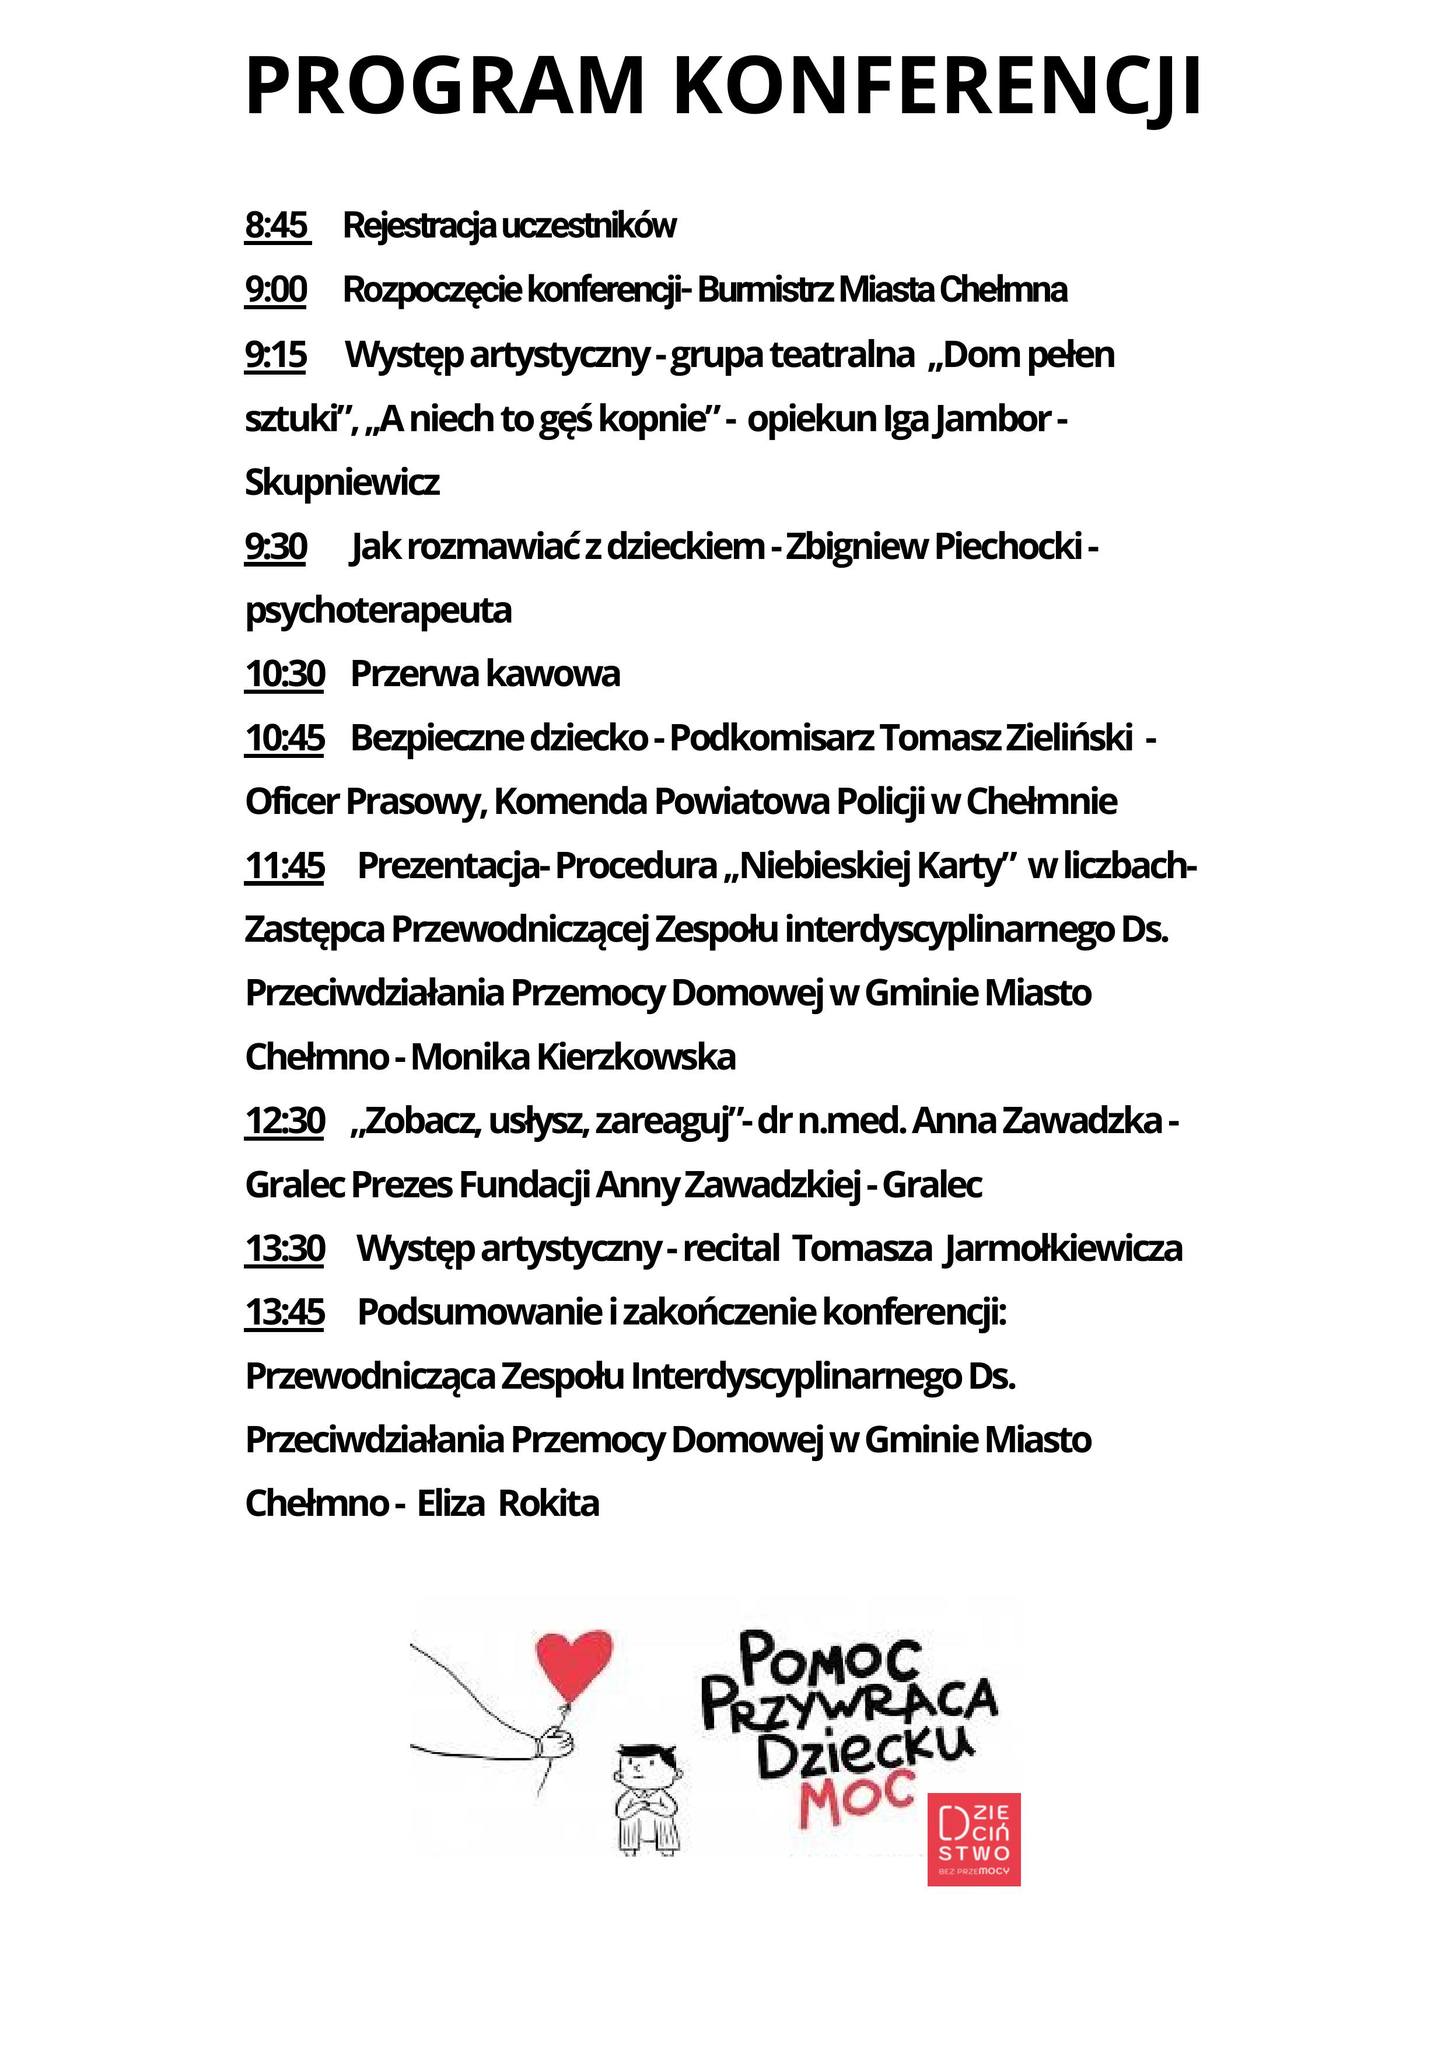 PROGRAM KONFERENCJI
8:45 Rejestracja uczestników
9:00 Rozpoczęcie konferencji- Burmistrz Miasta Chełmna
9:15 Występ artystyczny - grupa teatralna „Dom pełen
sztuki”, „A niech to gęś kopnie” - opiekun Iga Jambor -
Skupniewicz
9:30 Jak rozmawiać z dzieckiem - Zbigniew Piechocki -
psychoterapeuta
10:30 Przerwa kawowa
10:45 Bezpieczne dziecko - Podkomisarz Tomasz Zieliński -
Oficer Prasowy, Komenda Powiatowa Policji w Chełmnie
11:45 Prezentacja- Procedura „Niebieskiej Karty” w liczbach-
Zastępca Przewodniczącej Zespołu interdyscyplinarnego Ds.
Przeciwdziałania Przemocy Domowej w Gminie Miasto
Chełmno - Monika Kierzkowska
12:30 „Zobacz, usłysz, zareaguj”- dr n.med. Anna Zawadzka -
Gralec Prezes Fundacji Anny Zawadzkiej - Gralec
13:30 Występ artystyczny - recital Tomasza Jarmołkiewicza
13:45 Podsumowanie i zakończenie konferencji:
Przewodnicząca Zespołu Interdyscyplinarnego Ds.
Przeciwdziałania Przemocy Domowej w Gminie Miasto
Chełmno - Eliza Rokita
POMOC
PRZYWRACA
DZIECKU
MOC
DZIE
CIŃ
STWO
BEZ PRZEMOCY